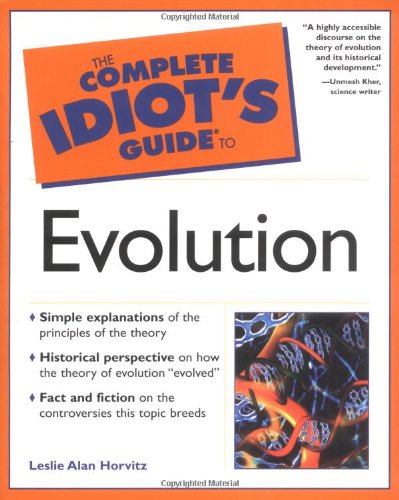 Copyrighted Material
"A highly accessible
discourse on the
theory of evolution
and its historical
development."
—Unmesh Kher,
science writer
THE
COMPLETE
IDIOT'S
GUIDE® TO
Evolution
♦ Simple explanations of the
principles of the theory
♦ Historical perspective on how
the theory of evolution "evolved"
♦ Fact and fiction on the
controversies this topic breeds
Leslie Alan Horvitz
Copyrighted Material